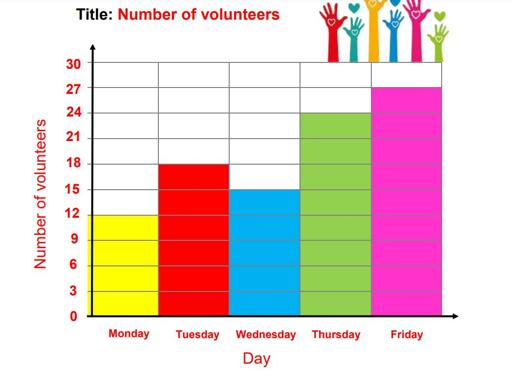 Title: Number of volunteers
Number of volunteers
30
27
24
21
18
15
12
9
6
3
0
Monday Tuesday Wednesday Thursday Friday
Day